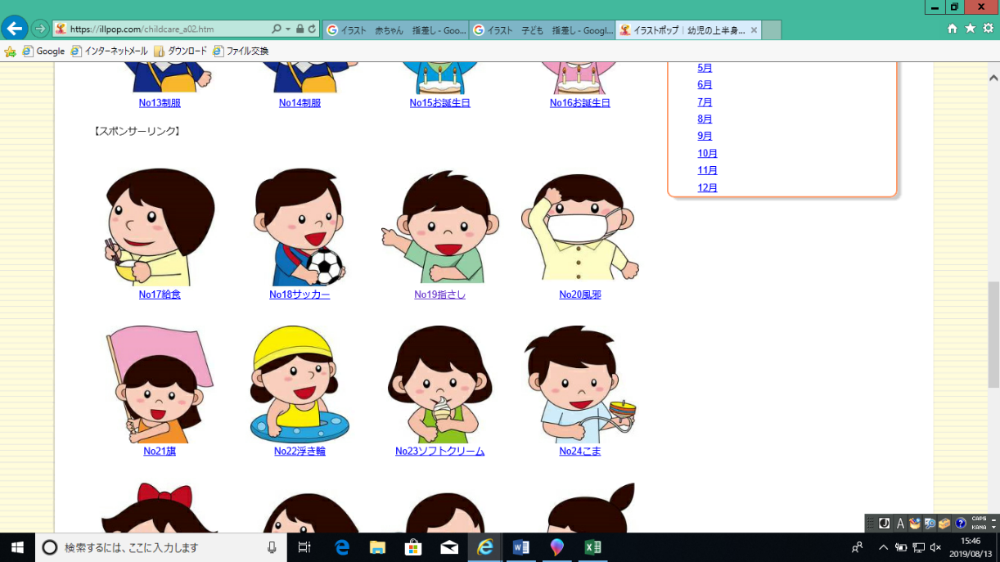 https://illpop.com/childcare_a02.htm
イラスト 赤ちゃん 指差し - Goo...
イラスト 子ども 指差し - Googl...
イラストポップ | 幼児の上半身...
Google
インターネットメール
ダウンロード
ファイル交換
No13制服
No14制服
No15お誕生日
No16お誕生日
【スポンサーリンク】
5月
6月
7月
8月
9月
10月
11月
12月
No17給食
No18サッカー
No19指さし
No20風邪
No21旗
No22浮き輪
No23ソフトクリーム
No24こま
A
CAPS
KANA
検索するには、ここに入力します
15:46
2019/08/13